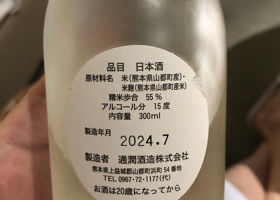 品目 日本酒
原材料名 米(熊本県山都町産)・
米麹(熊本県山都町産米)
精米歩合 55%
アルコール分 15度
内容量 300ml
製造年月 2024.7
製造者 通潤酒造株式会社
熊本県上益城郡山都町浜町54番地
TEL 0967-72-1177(代)
お酒は20歳になってから